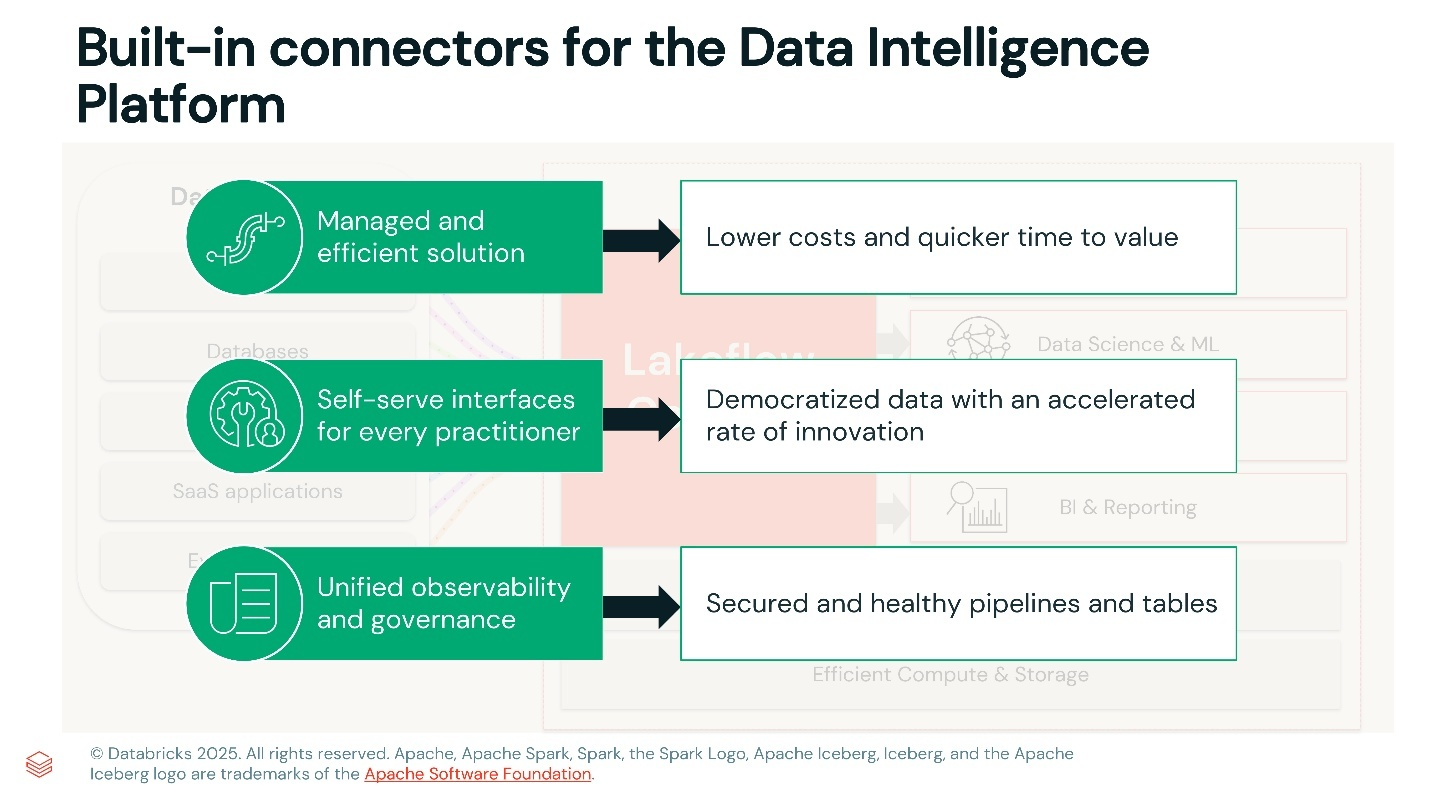 Built-in connectors for the Data Intelligence
Platform
Managed and
efficient solution
Lower costs and quicker time to value
Databases
Data Science & ML
Self-serve interfaces
for every practitioner
Democratized data with an accelerated
rate of innovation
SaaS applications
BI & Reporting
Unified observability
and governance
Secured and healthy pipelines and tables
Efficient Compute & Storage
© Databricks 2025. All rights reserved. Apache, Apache Spark, Spark, the Spark Logo, Apache Iceberg, Iceberg, and the Apache
Iceberg logo are trademarks of the Apache Software Foundation.